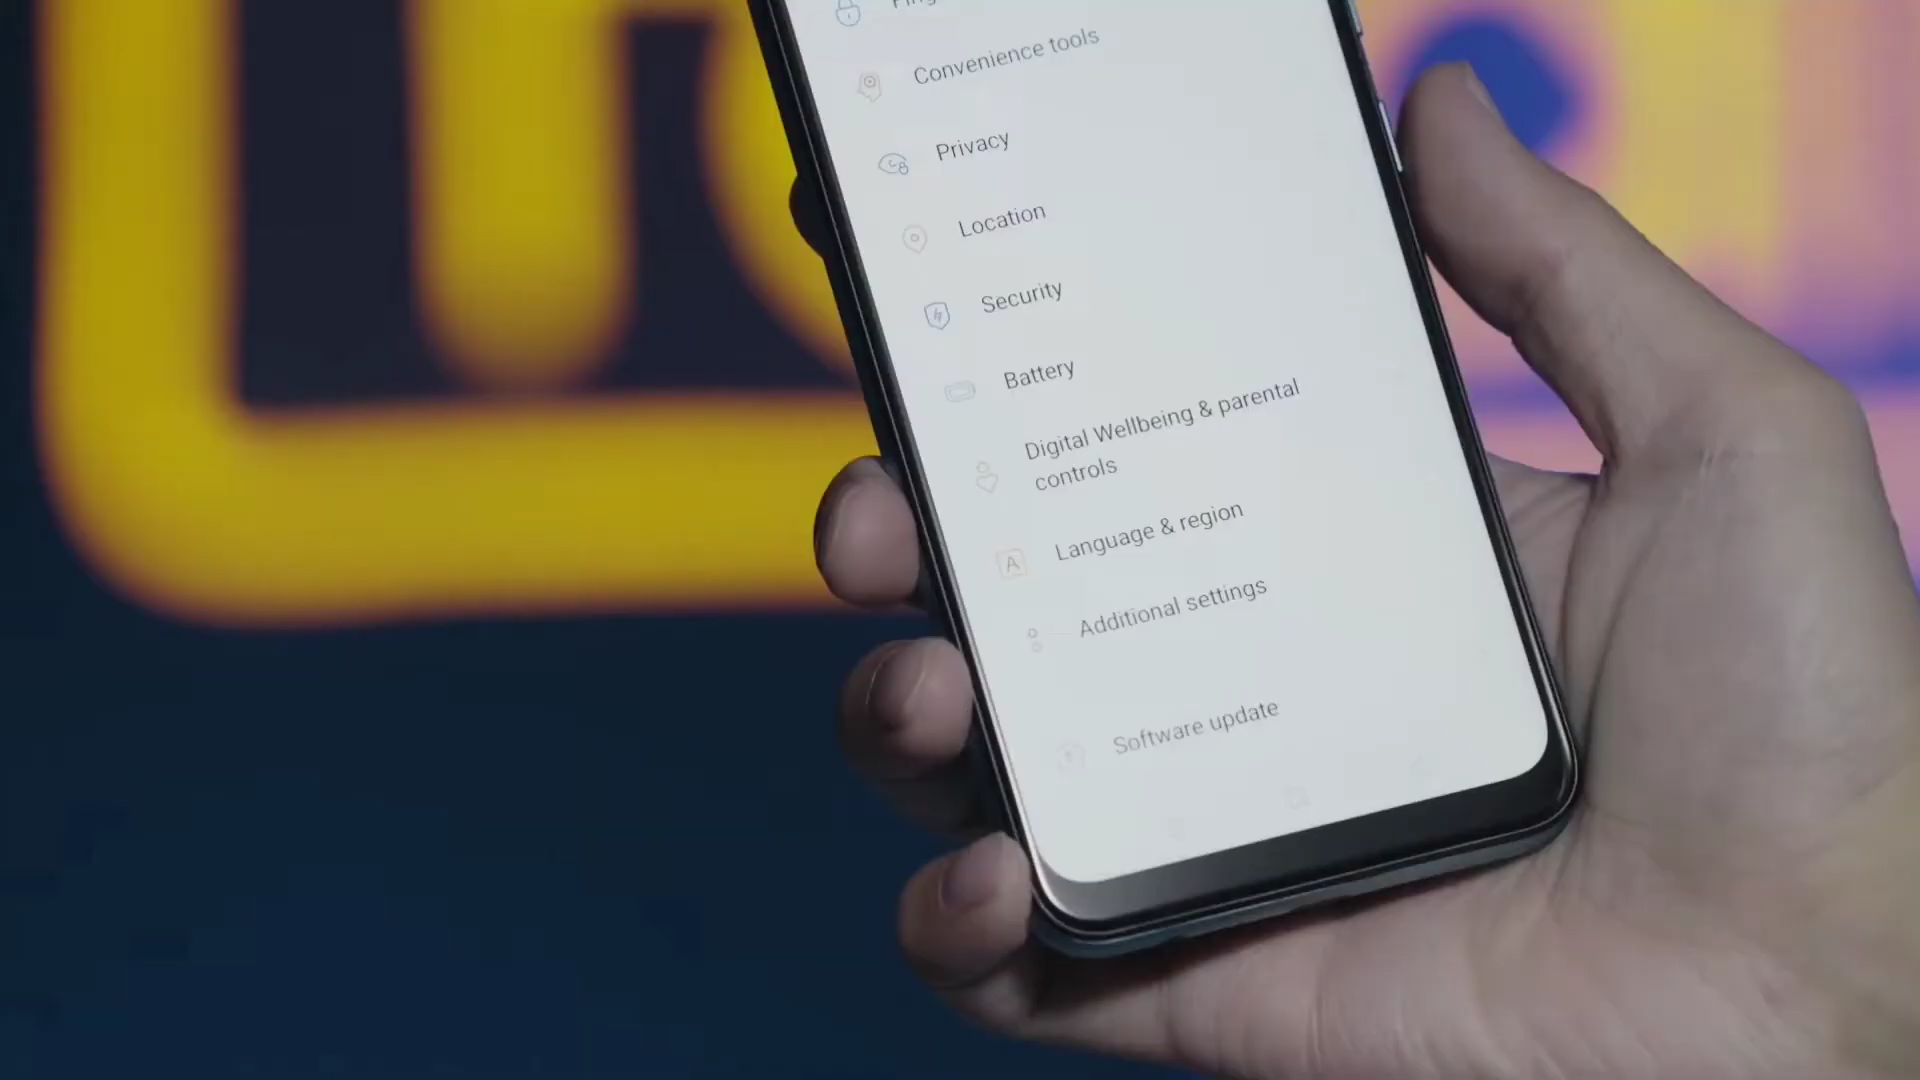 Convenience tools
Privacy
Location
Security
Battery
Digital Wellbeing & parental
controls
Language & region
Additional settings
Software update